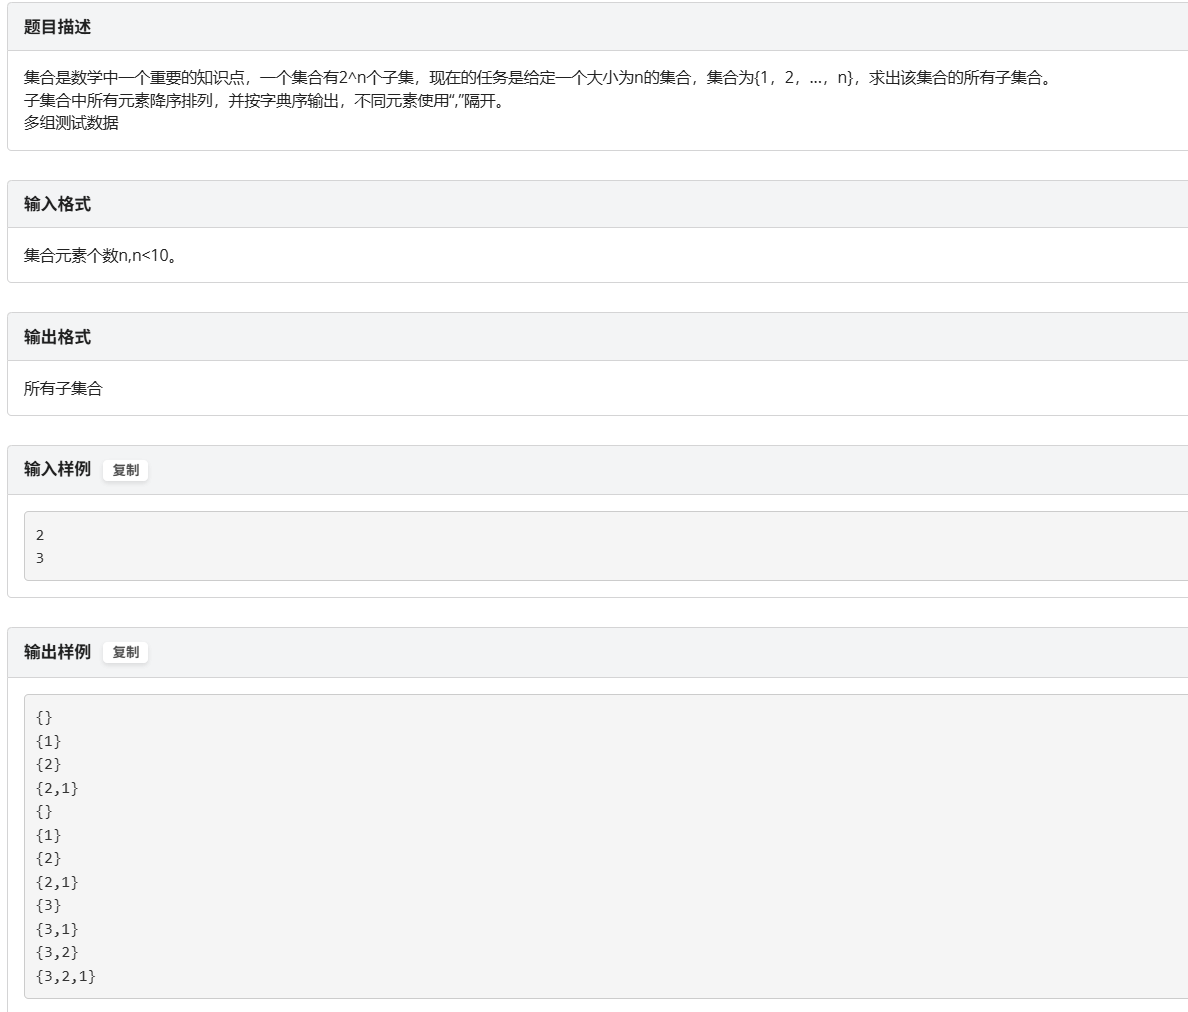 题目描述
集合是数学中一个重要的知识点，一个集合有2^n个子集，现在的任务是给定一个大小为n的集合，集合为{1，2，...，n}，求出该集合的所有子集合。
子集合中所有元素降序排列，并按字典序输出，不同元素使用“,”隔开。
多组测试数据
输入格式
集合元素个数n,n<10。
输出格式
所有子集合
输入样例 复制
2
3
输出样例 复制
{}
{1}
{2}
{2,1}
{}
{1}
{2}
{2,1}
{3}
{3,1}
{3,2}
{3,2,1}